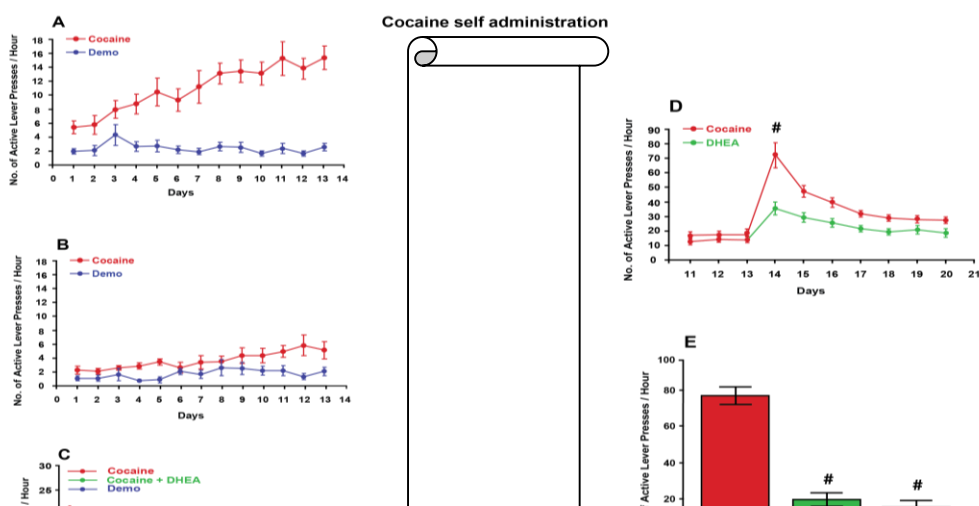 Cocaine self administration
A
No. of Active Lever Presses / Hour
Cocaine
Demo
18
16
14
12
10
8
6
4
2
0
0 1 2 3 4 5 6 7 8 9 10 11 12 13 14
Days
B
No. of Active Lever Presses / Hour
Cocaine
Demo
18
16
14
12
10
8
6
4
2
0
0 1 2 3 4 5 6 7 8 9 10 11 12 13 14
Days
C
Cocaine
Cocaine + DHEA
Demo
30
26
/ Hour
D
No. of Active Lever Presses / Hour
Cocaine
DHEA
#
90
80
70
60
50
40
30
20
10
0
11 12 13 14 15 16 17 18 19 20 21
Days
E
Active Lever Presses / Hour
100
80
60
40
20
#
#